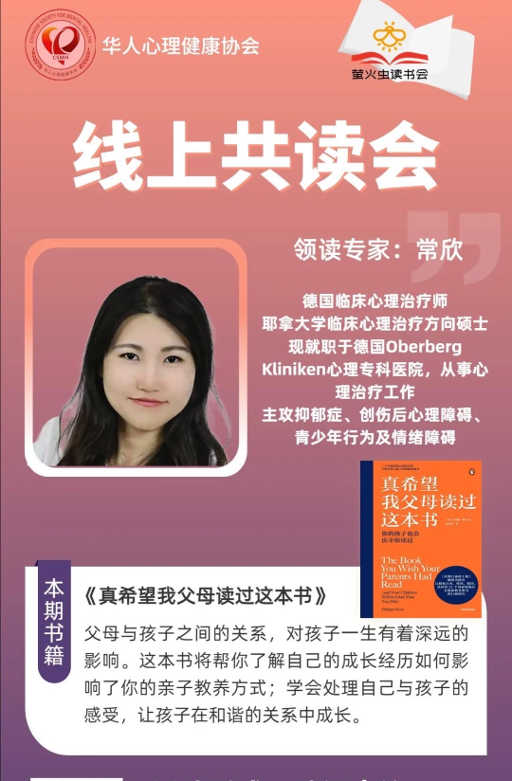 华人心理健康协会
萤火虫读书会
线上共读会
领读专家：常欣
德国临床心理治疗师
耶拿大学临床心理治疗方向硕士
现就职于德国Oberberg
Kliniken心理专科医院，从事心
理治疗工作
主攻抑郁症、创伤后心理障碍、
青少年行为及情绪障碍
真希望
我父母读过
这本书
你的孩子也会
庆幸你读过
The Book
You Wish Your
Parents Had
Read
本期书籍
《真希望我父母读过这本书》
父母与孩子之间的关系，对孩子一生有着深远的
影响。这本书将帮你了解自己的成长经历如何影
响了你的亲子教养方式；学会处理自己与孩子的
感受，让孩子在和谐的关系中成长。